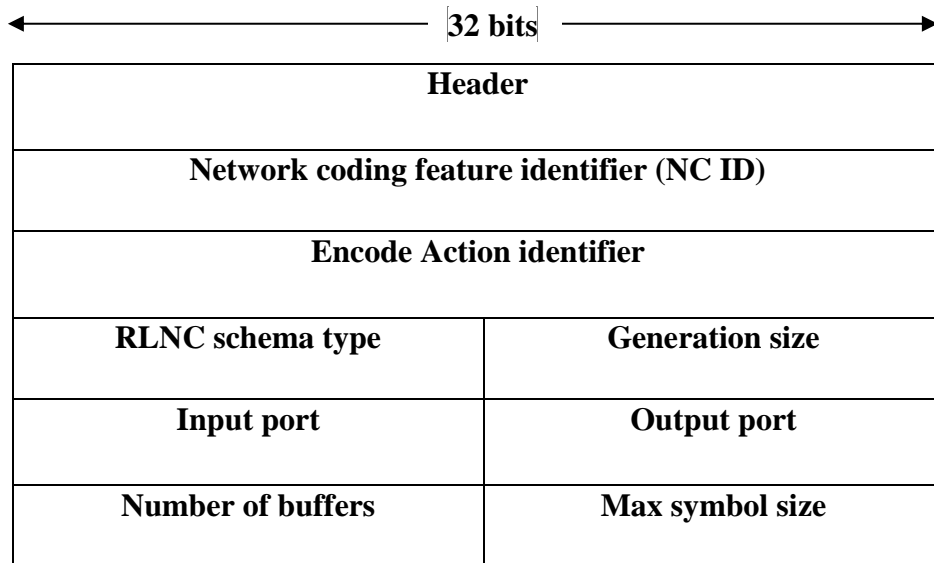 32 bits
Header
Network coding feature identifier (NC ID)
Encode Action identifier
RLNC schema type
Generation size
Input port
Output port
Number of buffers
Max symbol size